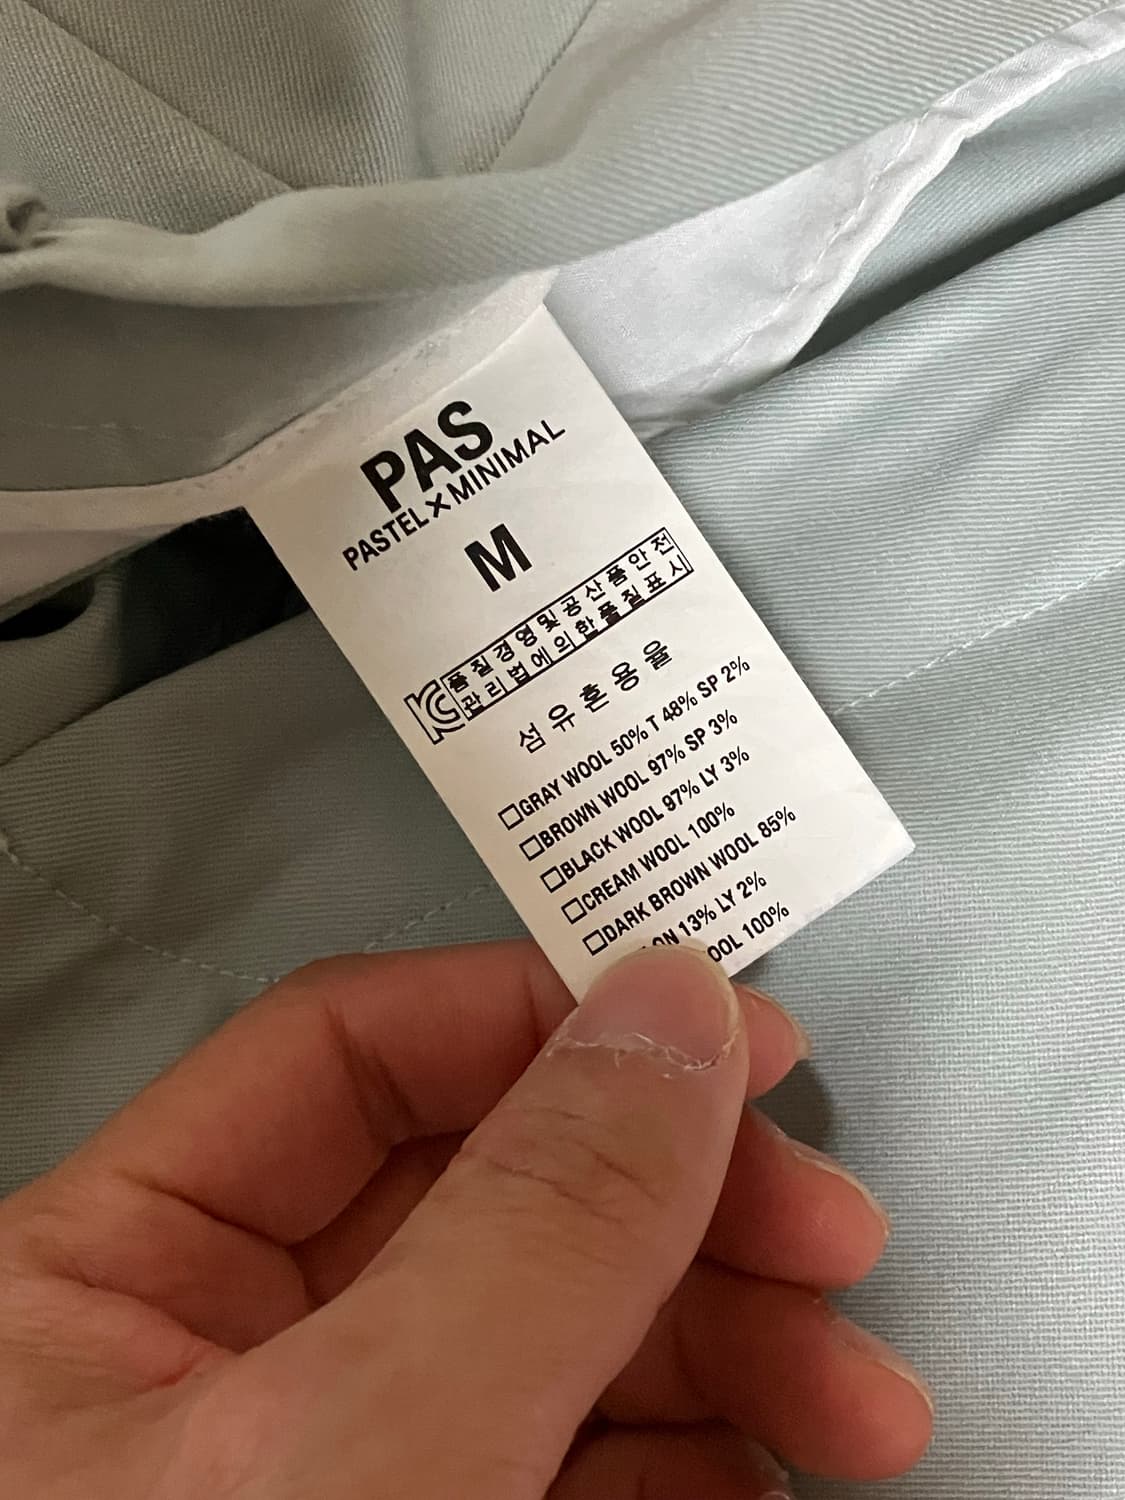 PAS
PASTEL×MINIMAL
M
품질경영및공산품안전
관리법에의한품질표시
섬유혼용율
□GRAY WOOL 50% T 48% SP 2%
□BROWN WOOL 97% SP 3%
□BLACK WOOL 97% LY 3%
□CREAM WOOL 100%
□DARK BROWN WOOL 85%
13% LY 2%
100%